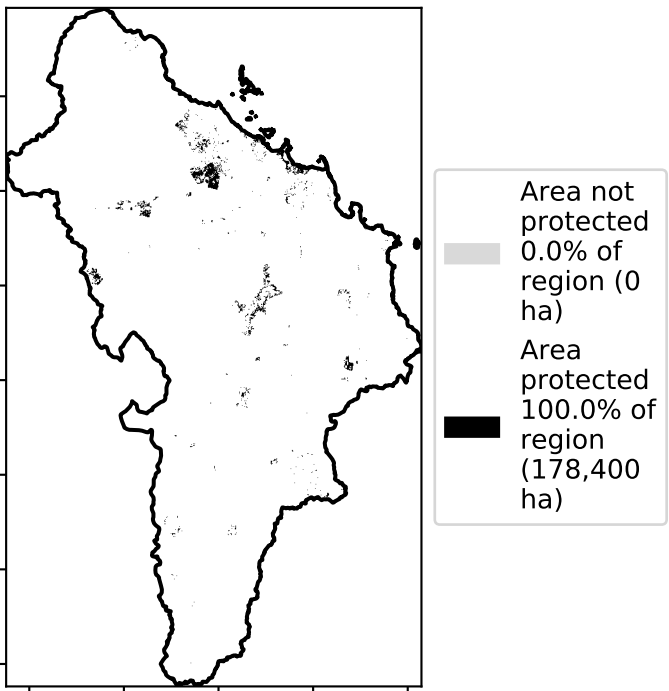 Area not
protected
0.0% of
region (0
ha)
Area
protected
100.0% of
region
(178,400
ha)